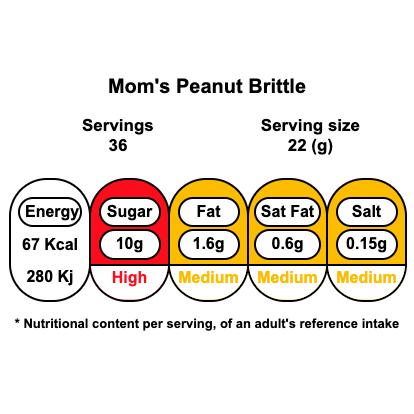 Mom's Peanut Brittle
Servings
36
Serving size
22 (g)
Energy
67 Kcal
280 Kj
Sugar
10g
High
Fat
1.6g
Medium
Sat Fat
0.6g
Medium
Salt
0.15g
Medium
* Nutritional content per serving, of an adult's reference intake